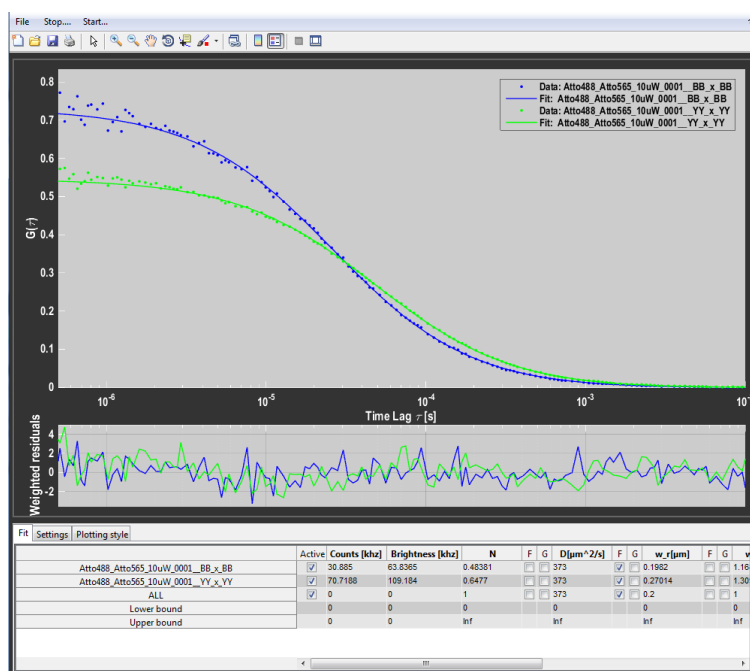 File Stop.... Start...
0.8
0.7
0.6
0.5
0.4
0.3
0.2
0.1
0
G(τ)
Data: Atto488_Atto565_10uW_0001__BB_x_BB
Fit: Atto488_Atto565_10uW_0001__BB_x_BB
Data: Atto488_Atto565_10uW_0001__YY_x_YY
Fit: Atto488_Atto565_10uW_0001__YY_x_YY
10⁻⁶ 10⁻⁵ 10⁻⁴ 10⁻³
Time Lag τ [s]
Weighted residuals
4
2
0
-2
Fit Settings Plotting style
Active Counts [khz] Brightness [khz] N F G D[µm^2/s] F G w_r[µm] F G
Atto488_Atto565_10uW_0001__BB_x_BB 30.885 63.8365 0.48381 373 0.1982
Atto488_Atto565_10uW_0001__YY_x_YY 70.7188 109.184 0.6477 373 0.27014
ALL 0 0 1 373 0.2 1
Lower bound 0 0 0 0 0 0
Upper bound 0 0 Inf Inf Inf Inf